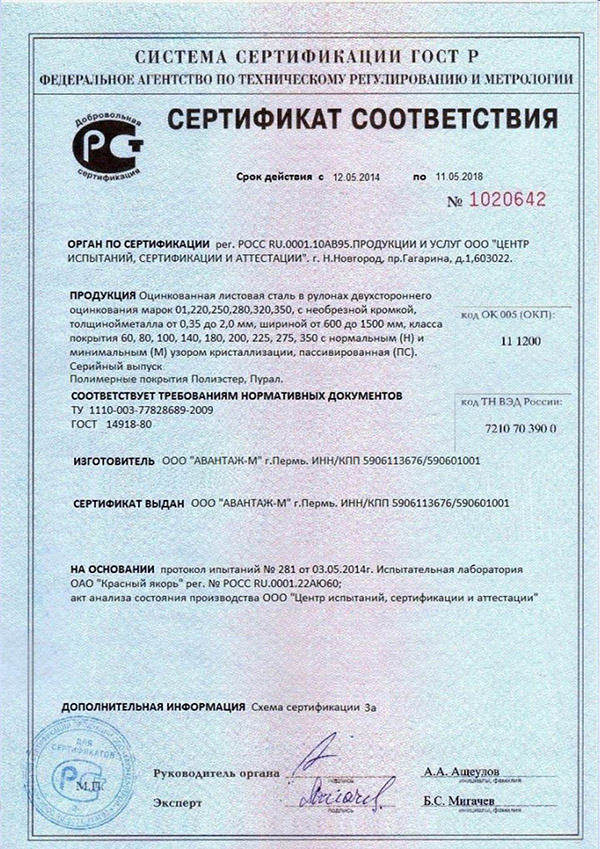 СИСТЕМА СЕРТИФИКАЦИИ ГОСТ Р
ФЕДЕРАЛЬНОЕ АГЕНТСТВО ПО ТЕХНИЧЕСКОМУ РЕГУЛИРОВАНИЮ И МЕТРОЛОГИИ
Добровольная
РСТ
сертификация
СЕРТИФИКАТ СООТВЕТСТВИЯ
Срок действия с 12.05.2014 по 11.05.2018
№ 1020642
ОРГАН ПО СЕРТИФИКАЦИИ рег. РОСС RU.0001.10АВ95.ПРОДУКЦИИ И УСЛУГ ООО "ЦЕНТР
ИСПЫТАНИЙ, СЕРТИФИКАЦИИ И АТТЕСТАЦИИ". г. Н.Новгород, пр.Гагарина, д.1,603022.
ПРОДУКЦИЯ Оцинкованная листовая сталь в рулонах двухстороннего
оцинкования марок 01,220,250,280,320,350, с необрезной кромкой,
толщинойметалла от 0,35 до 2,0 мм, шириной от 600 до 1500 мм, класса
покрытия 60, 80, 100, 140, 180, 200, 225, 275, 350 с нормальным (Н) и
минимальным (М) узором кристаллизации, пассивированная (ПС).
Серийный выпуск
Полимерные покрытия Полиэстер, Пурал.
код ОК 005 (ОКП):
11 1200
СООТВЕТСТВУЕТ ТРЕБОВАНИЯМ НОРМАТИВНЫХ ДОКУМЕНТОВ
ТУ 1110-003-77828689-2009
ГОСТ 14918-80
код ТН ВЭД России:
7210 70 390 0
ИЗГОТОВИТЕЛЬ ООО "АВАНТАЖ-М" г.Пермь. ИНН/КПП 5906113676/590601001
СЕРТИФИКАТ ВЫДАН ООО "АВАНТАЖ-М" г.Пермь. ИНН/КПП 5906113676/590601001
НА ОСНОВАНИИ протокол ипытаний № 281 от 03.05.2014г. Испытательная лаборатория
ОАО "Красный якорь" рег. № РОСС RU.0001.22АЮ60;
акт анализа состояния производства ООО "Центр испытаний, сертификации и аттестации"
ДОПОЛНИТЕЛЬНАЯ ИНФОРМАЦИЯ Схема сертификации 3а
ДЛЯ
СЕРТИФИКАТОВ
М.П.
Руководитель органа
подпись
А.А. Ащеулов
инициалы, фамилия
Эксперт
подпись
Б.С. Мигачев
инициалы, фамилия